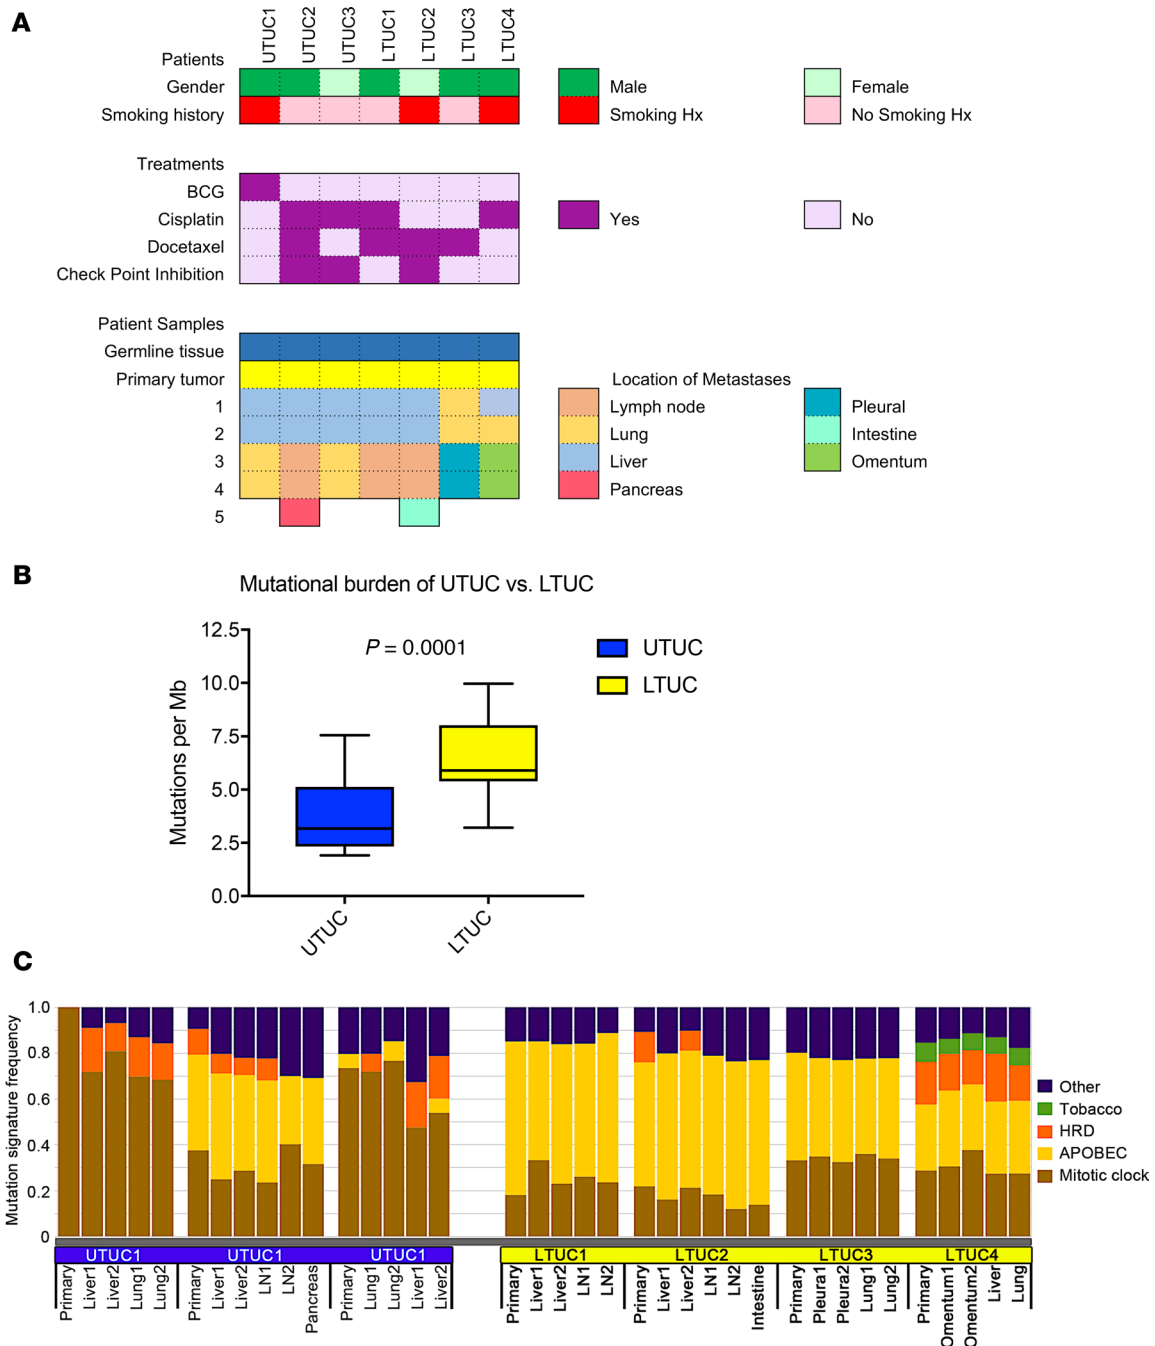 A
UTUC1 UTUC2 UTUC3 LTUC1 LTUC2 LTUC3 LTUC4
Patients
Gender Male Female
Smoking history Smoking Hx No Smoking Hx
Treatments
BCG
Cisplatin Yes No
Docetaxel
Check Point Inhibition
Patient Samples
Germline tissue
Primary tumor Location of Metastases
1 Lymph node Pleural
2 Lung Intestine
3 Liver Omentum
4 Pancreas
5
B
Mutational burden of UTUC vs. LTUC
12.5
P = 0.0001
UTUC
LTUC
10.0
7.5
5.0
2.5
0.0
Mutations per Mb
UTUC LTUC
C
Mutation signature frequency
1.0
0.8
0.6
0.4
0.2
0
Other
Tobacco
HRD
APOBEC
Mitotic clock
UTUC1 UTUC1 UTUC1 LTUC1 LTUC2 LTUC3 LTUC4
Primary Liver1 Liver2 Lung1 Lung2 Primary Liver1 Liver2 LN1 LN2 Pancreas Primary Lung1 Lung2 Liver1 Liver2 Primary Liver1 Liver2 LN1 LN2 Primary Liver1 Liver2 LN1 LN2 Intestine Primary Pleura1 Pleura2 Lung1 Lung2 Primary Omentum1 Omentum2 Liver Lung